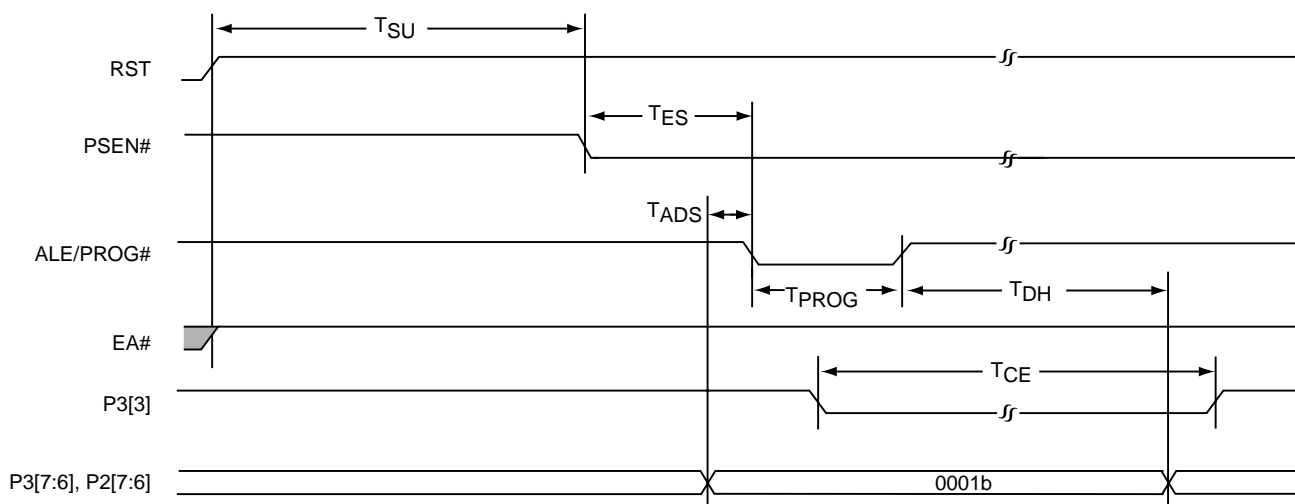 TSU
RST
TES
PSEN#
TADS
ALE/PROG#
TPROG
TDH
EA#
TCE
P3[3]
P3[7:6], P2[7:6]
0001b